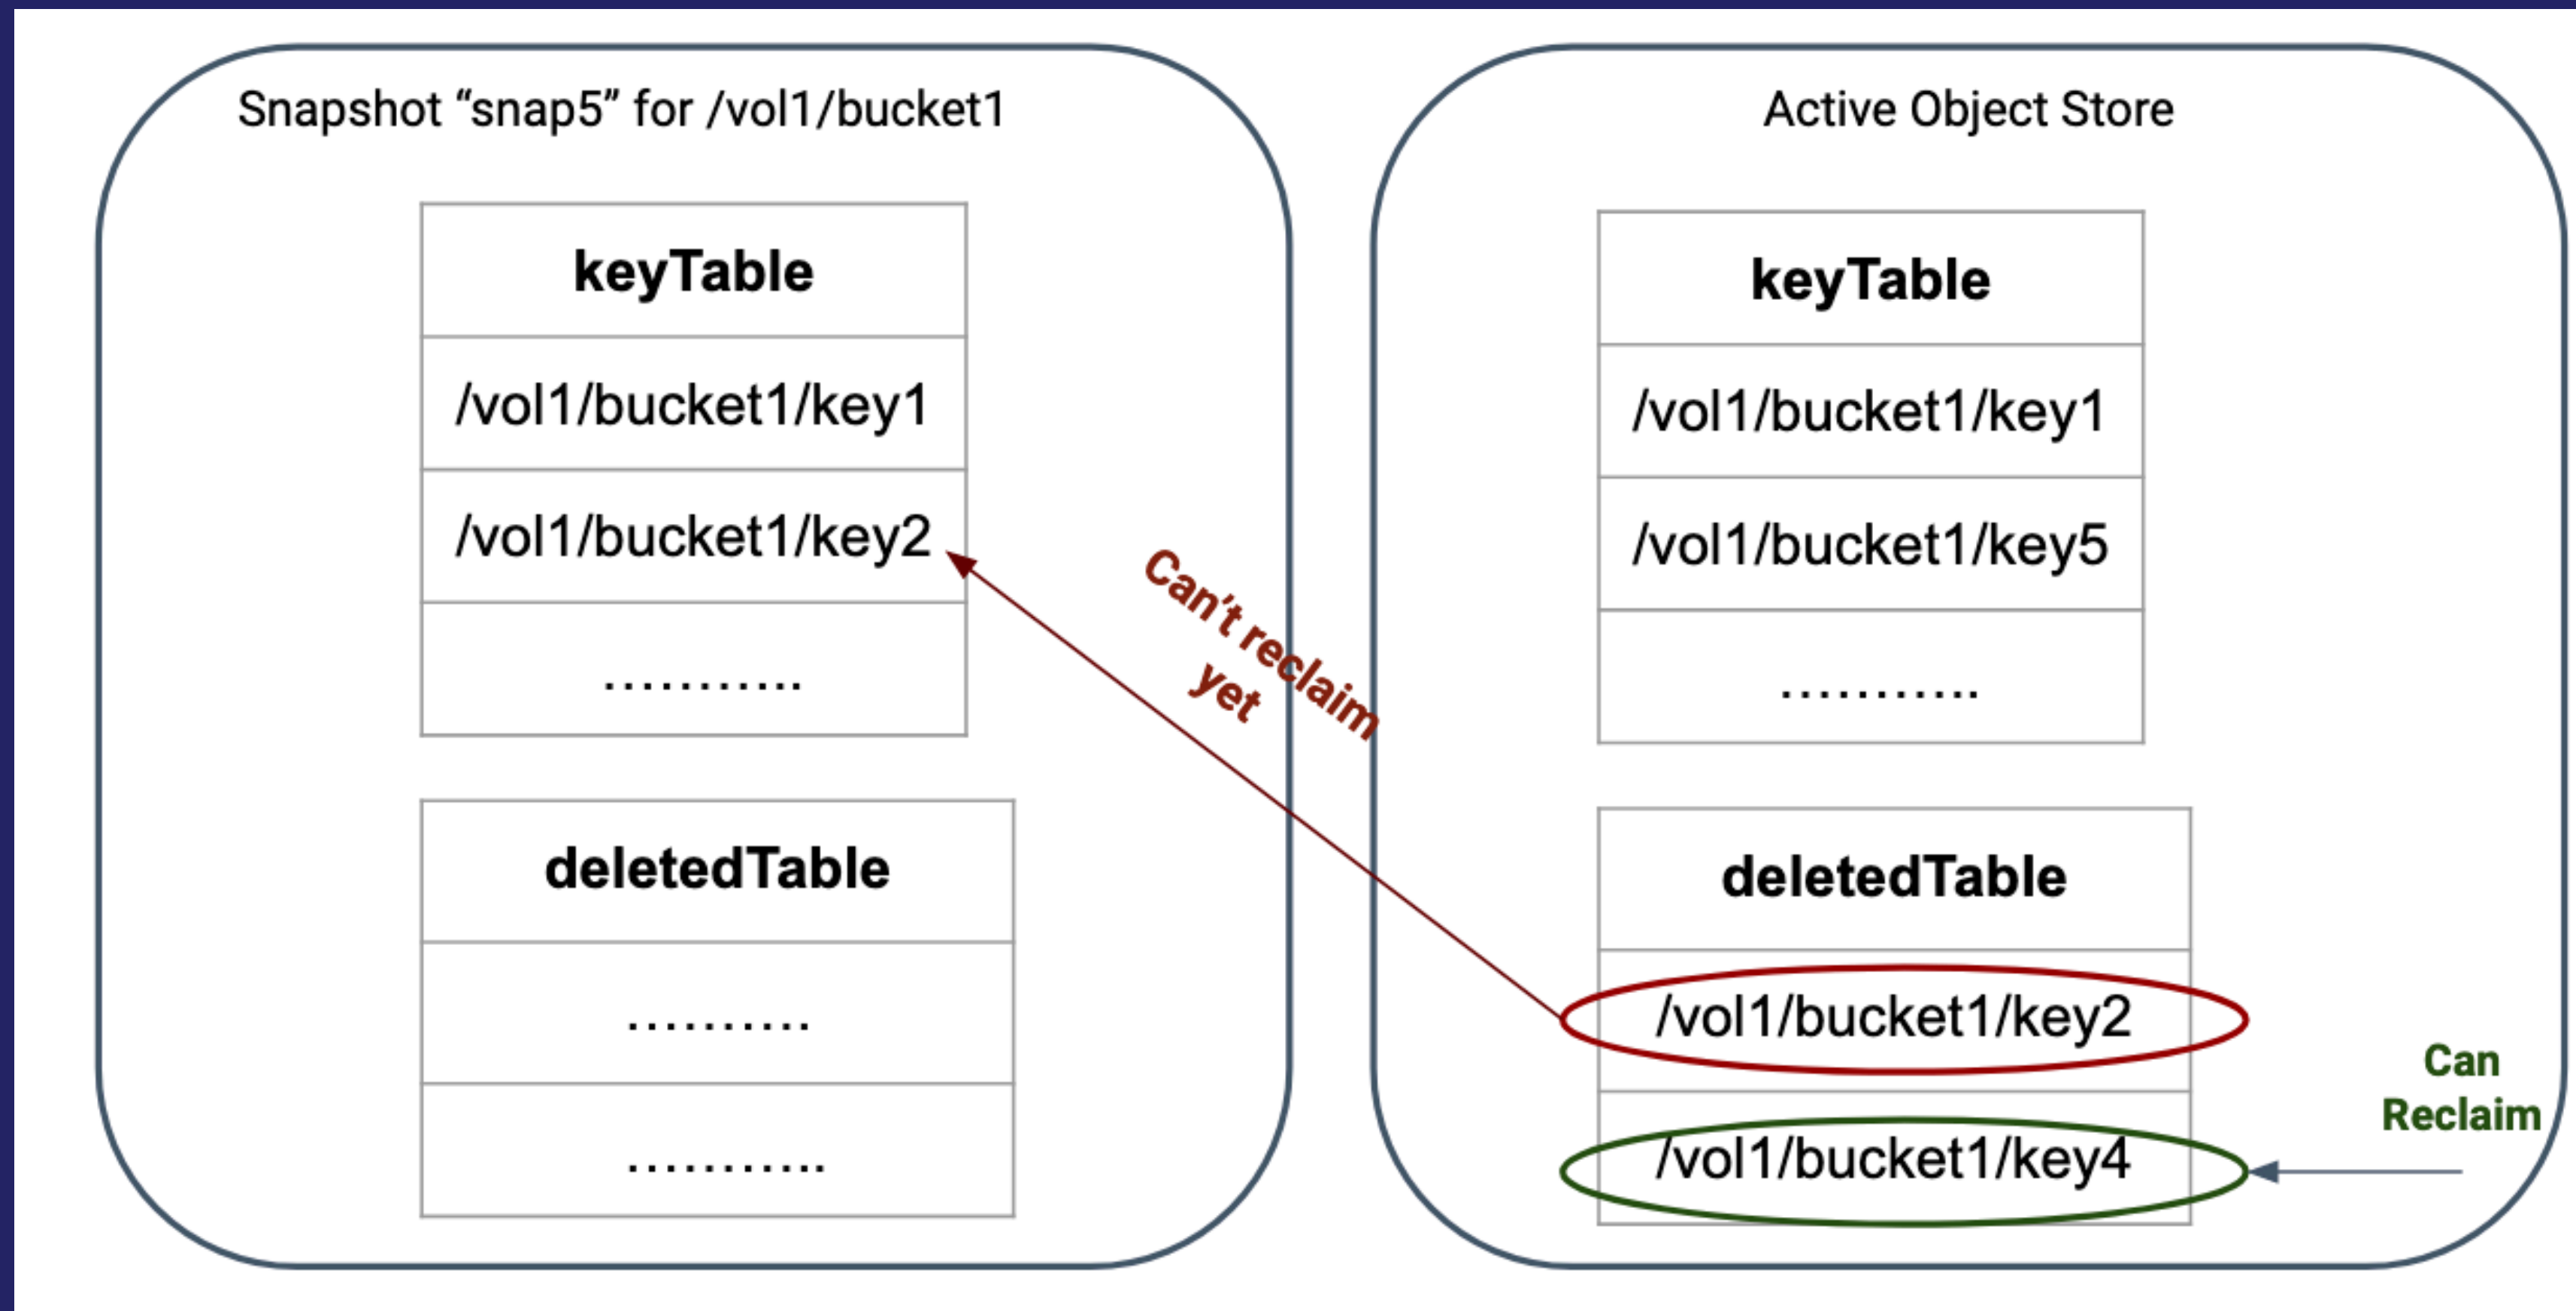 Snapshot “snap5” for /vol1/bucket1
keyTable
/vol1/bucket1/key1
/vol1/bucket1/key2
...........
deletedTable
..........
...........
Can’t reclaim
yet
Active Object Store
keyTable
/vol1/bucket1/key1
/vol1/bucket1/key5
...........
deletedTable
/vol1/bucket1/key2
/vol1/bucket1/key4
Can
Reclaim